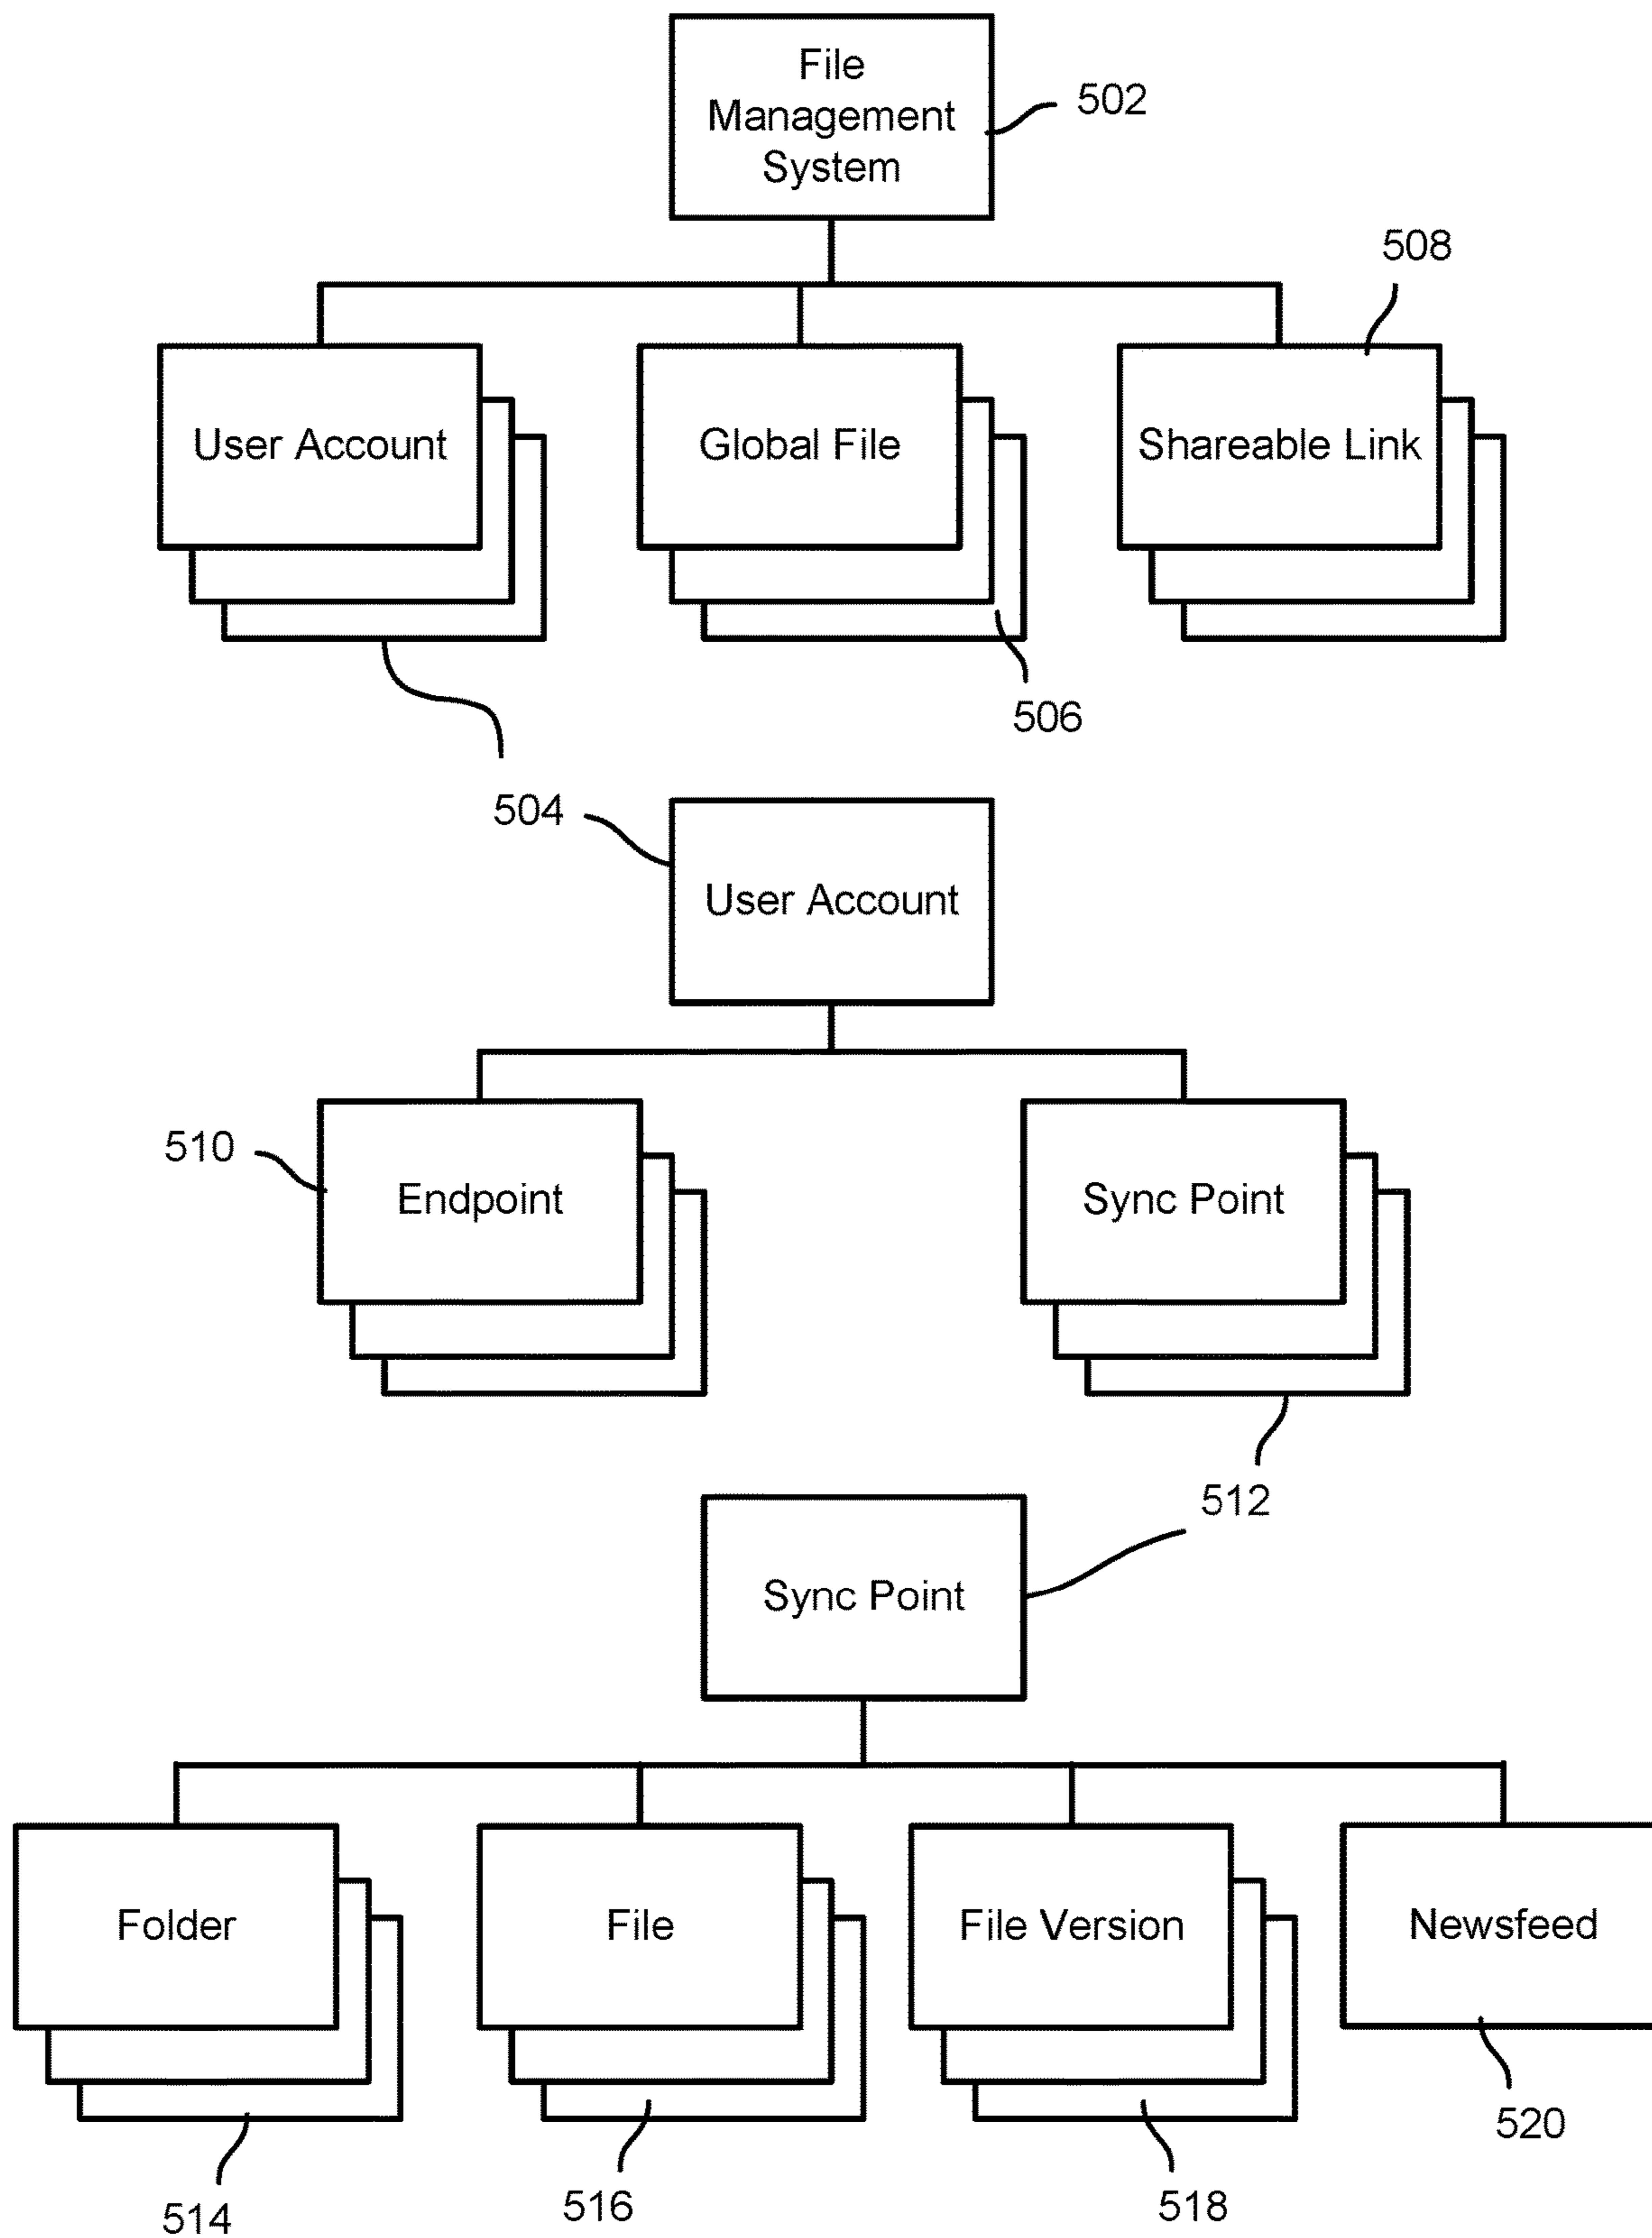 File
Management
System
502
508
User Account
Global File
Shareable Link
506
504
User Account
510
Endpoint
Sync Point
512
Sync Point
Folder
File
File Version
Newsfeed
520
514
516
518